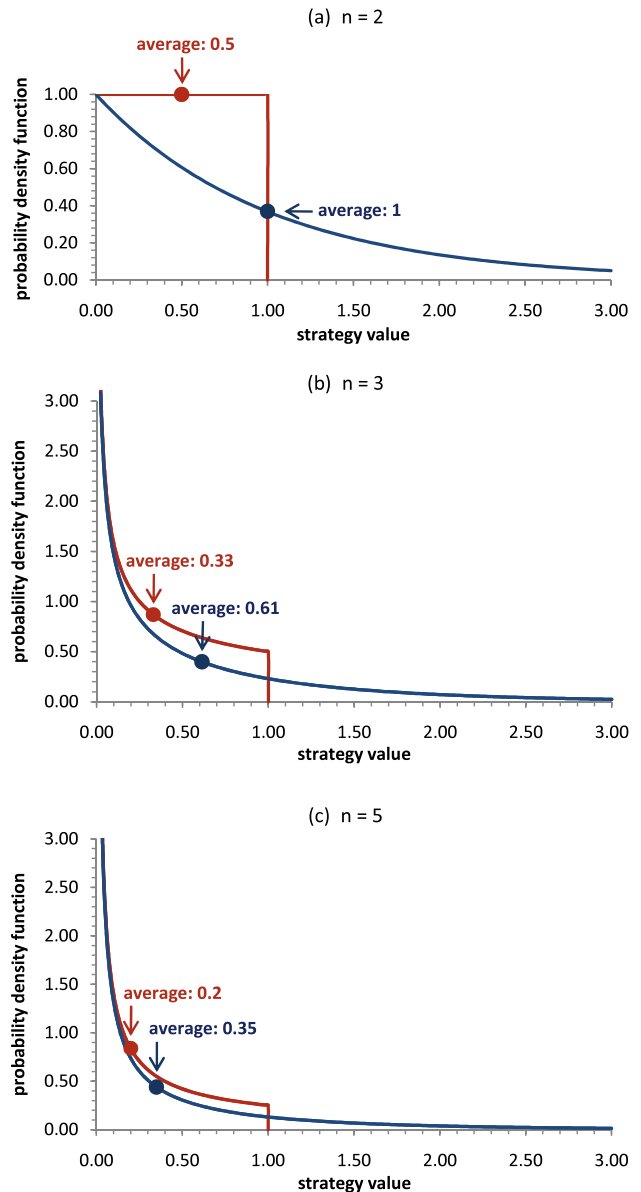 (a) n = 2
average: 0.5
1.00
0.80
0.60
0.40
0.20
0.00
probability density function
average: 1
0.00 0.50 1.00 1.50 2.00 2.50 3.00
strategy value
(b) n = 3
3.00
2.50
2.00
1.50
1.00
0.50
0.00
probability density function
average: 0.33
average: 0.61
0.00 0.50 1.00 1.50 2.00 2.50 3.00
strategy value
(c) n = 5
3.00
2.50
2.00
1.50
1.00
0.50
0.00
probability density function
average: 0.2
average: 0.35
0.00 0.50 1.00 1.50 2.00 2.50 3.00
strategy value